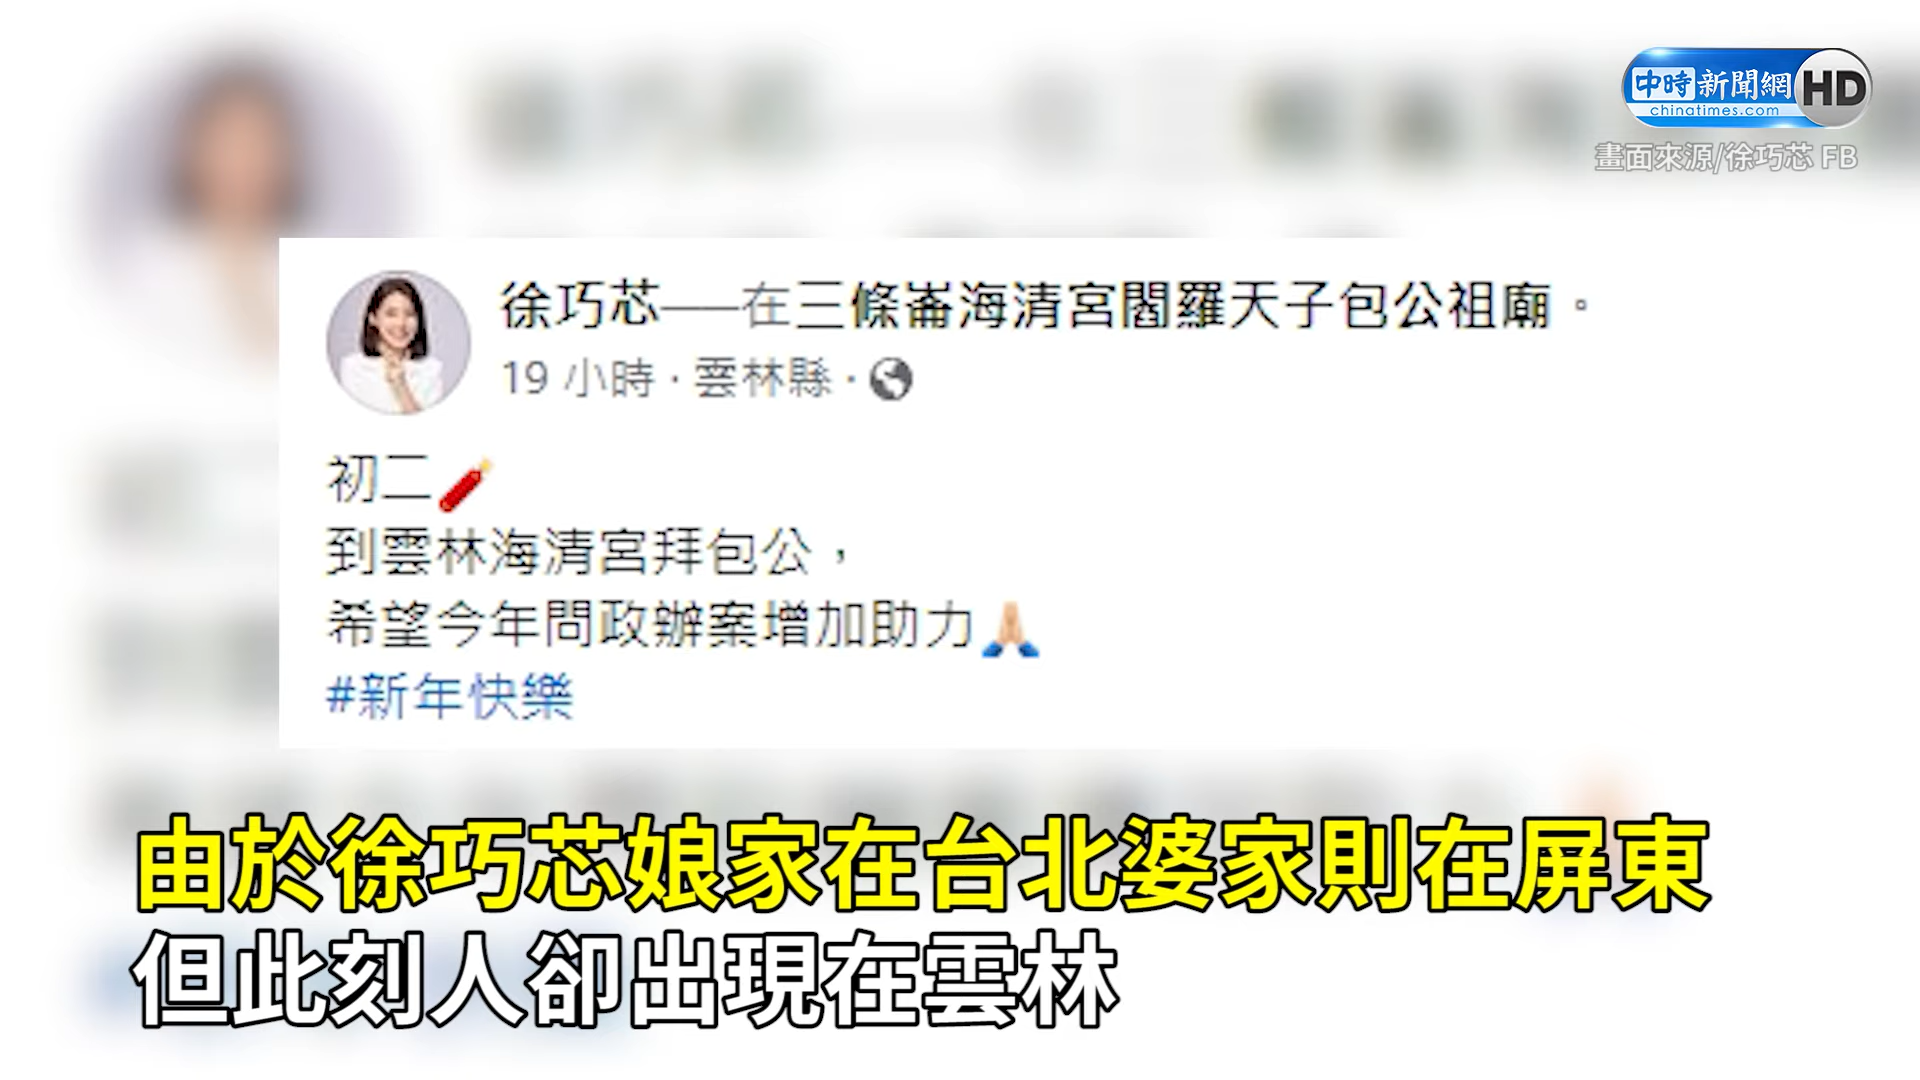 中時新聞網 HD
chinatimes.com
畫面來源/徐巧芯 FB
徐巧芯──在三條崙海清宮閻羅天子包公祖廟。
19 小時 · 雲林縣 ·
初二🧨
到雲林海清宮拜包公，
希望今年問政辦案增加助力🙏🏻
#新年快樂
由於徐巧芯娘家在台北婆家則在屏東
但此刻人卻出現在雲林